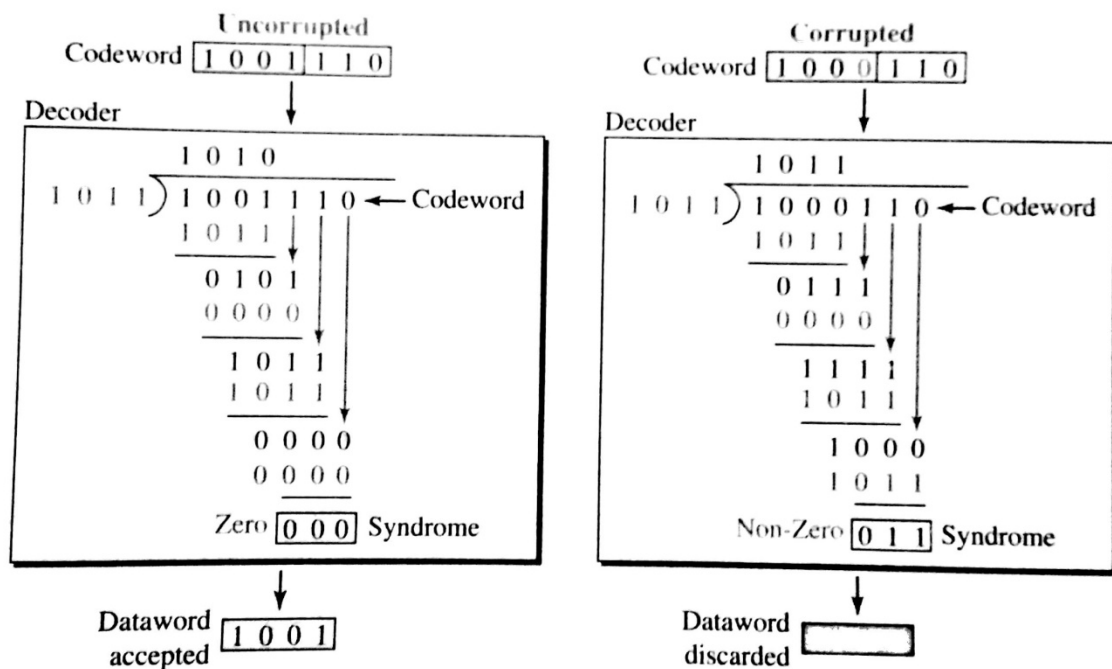 Uncorrupted
Codeword 1 0 0 1 1 1 0
Decoder
1 0 1 0
1 0 1 1 ) 1 0 0 1 1 1 0 ← Codeword
1 0 1 1
0 1 0 1
0 0 0 0
1 0 1 1
1 0 1 1
0 0 0 0
0 0 0 0
Zero 0 0 0 Syndrome
Dataword
accepted 1 0 0 1
Corrupted
Codeword 1 0 0 0 1 1 0
Decoder
1 0 1 1
1 0 1 1 ) 1 0 0 0 1 1 0 ← Codeword
1 0 1 1
0 1 1 1
0 0 0 0
1 1 1 1
1 0 1 1
1 0 0 0
1 0 1 1
Non-Zero 0 1 1 Syndrome
Dataword
discarded